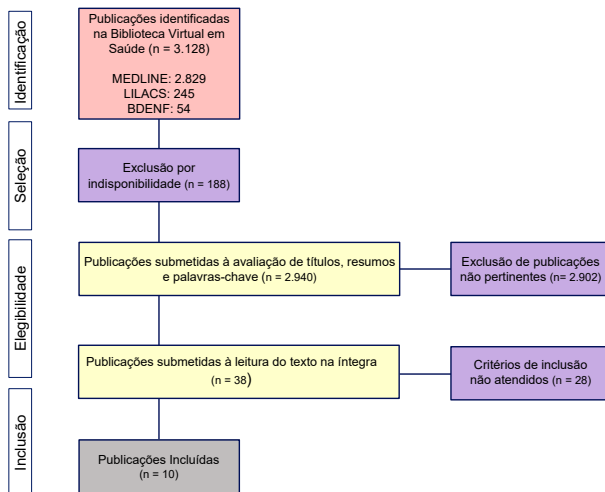 Identificação
Publicações identificadas
na Biblioteca Virtual em
Saúde (n = 3.128)
MEDLINE: 2.829
LILACS: 245
BDENF: 54
Seleção
Exclusão por
indisponibilidade (n = 188)
Elegibilidade
Publicações submetidas à avaliação de títulos, resumos
e palavras-chave (n = 2.940)
Exclusão de publicações
não pertinentes (n= 2.902)
Publicações submetidas à leitura do texto na íntegra
(n = 38)
Critérios de inclusão
não atendidos (n = 28)
Inclusão
Publicações Incluídas
(n = 10)